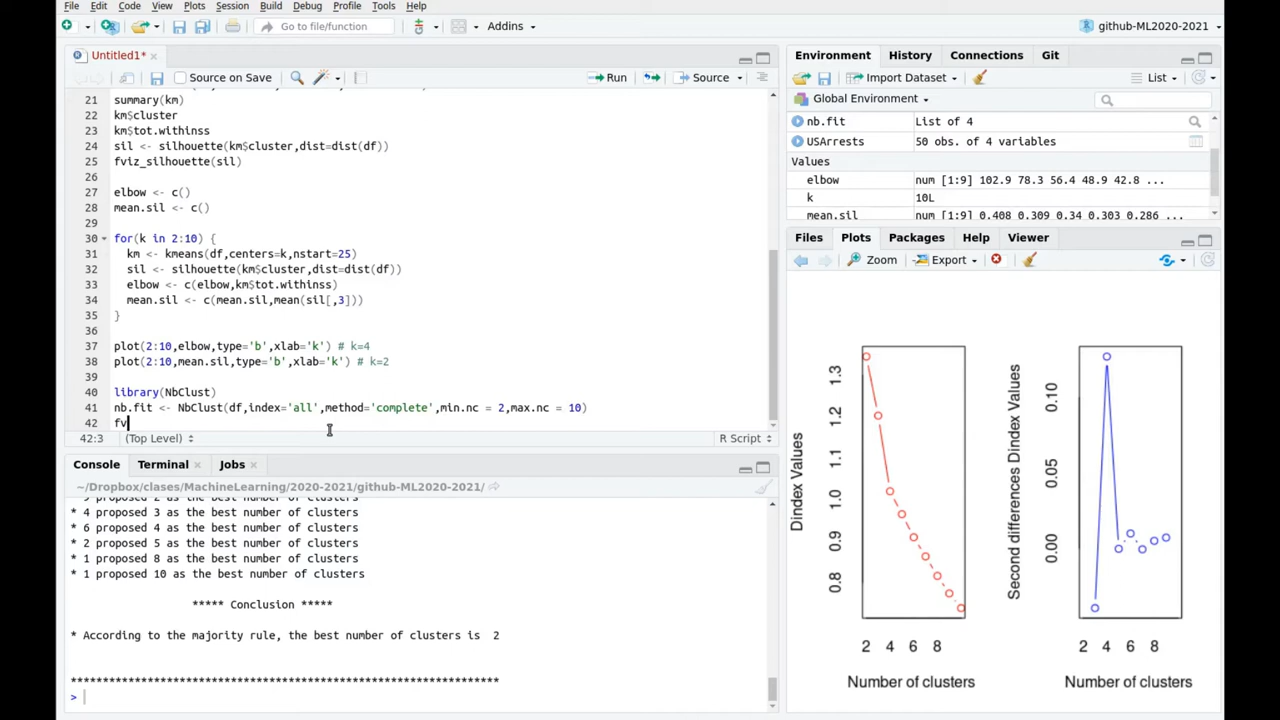 File Edit Code View Plots Session Build Debug Profile Tools Help
Go to file/function Addins github-ML2020-2021
Untitled1*
Source on Save Run Source
21 summary(km)
22 km$cluster
23 km$tot.withinss
24 sil <- silhouette(km$cluster,dist=dist(df))
25 fviz_silhouette(sil)
26
27 elbow <- c()
28 mean.sil <- c()
29
30 for(k in 2:10) {
31 km <- kmeans(df,centers=k,nstart=25)
32 sil <- silhouette(km$cluster,dist=dist(df))
33 elbow <- c(elbow,km$tot.withinss)
34 mean.sil <- c(mean.sil,mean(sil[,3]))
35 }
36
37 plot(2:10,elbow,type='b',xlab='k') # k=4
38 plot(2:10,mean.sil,type='b',xlab='k') # k=2
39
40 library(NbClust)
41 nb.fit <- NbClust(df,index='all',method='complete',min.nc = 2,max.nc = 10)
42 fv
42:3 (Top Level) R Script
Console Terminal Jobs
~/Dropbox/clases/MachineLearning/2020-2021/github-ML2020-2021/
* 9 proposed 2 as the best number of clusters
* 4 proposed 3 as the best number of clusters
* 6 proposed 4 as the best number of clusters
* 2 proposed 5 as the best number of clusters
* 1 proposed 8 as the best number of clusters
* 1 proposed 10 as the best number of clusters
***** Conclusion *****
* According to the majority rule, the best number of clusters is 2
*******************************************************************
>
Environment History Connections Git
Import Dataset List
Global Environment
nb.fit List of 4
USArrests 50 obs. of 4 variables
Values
elbow num [1:9] 102.9 78.3 56.4 48.9 42.8 ...
k 10L
mean.sil num [1:9] 0.408 0.309 0.34 0.303 0.286 ...
Files Plots Packages Help Viewer
Zoom Export
Dindex Values
0.8 0.9 1.0 1.1 1.2 1.3
2 4 6 8
Number of clusters
Second differences Dindex Values
0.00 0.05 0.10
2 4 6 8
Number of clusters